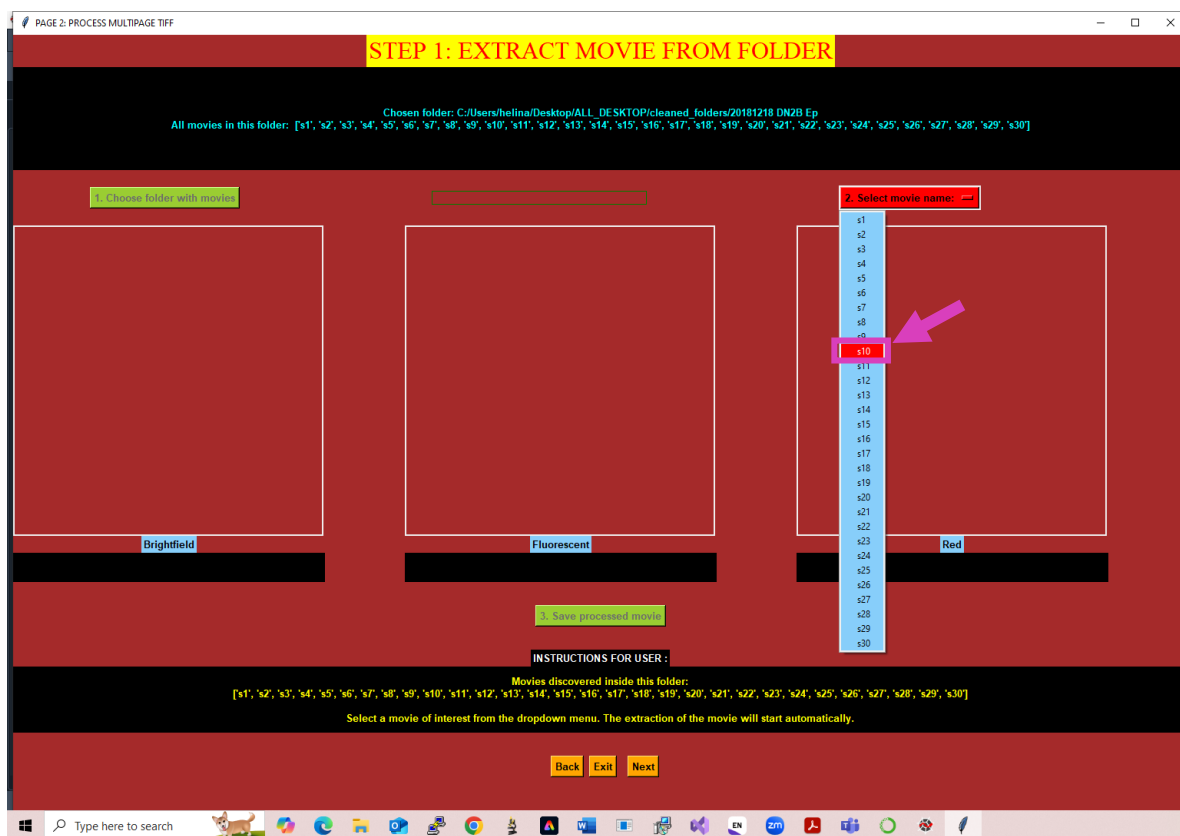 PAGE 2: PROCESS MULTIPAGE TIFF
STEP 1: EXTRACT MOVIE FROM FOLDER
Chosen folder: C:/Users/helina/Desktop/ALL_DESKTOP/cleaned_folders/20181218 DN2B Ep
All movies in this folder: ['s1', 's2', 's3', 's4', 's5', 's6', 's7', 's8', 's9', 's10', 's11', 's12', 's13', 's14', 's15', 's16', 's17', 's18', 's19', 's20', 's21', 's22', 's23', 's24', 's25', 's26', 's27', 's28', 's29', 's30']
1. Choose folder with movies
2. Select movie name:
s1
s2
s3
s4
s5
s6
s7
s8
s9
s10
s11
s12
s13
s14
s15
s16
s17
s18
s19
s20
s21
s22
s23
s24
s25
s26
s27
s28
s29
s30
Brightfield
Fluorescent
Red
3. Save processed movie
INSTRUCTIONS FOR USER :
Movies discovered inside this folder:
['s1', 's2', 's3', 's4', 's5', 's6', 's7', 's8', 's9', 's10', 's11', 's12', 's13', 's14', 's15', 's16', 's17', 's18', 's19', 's20', 's21', 's22', 's23', 's24', 's25', 's26', 's27', 's28', 's29', 's30']
Select a movie of interest from the dropdown menu. The extraction of the movie will start automatically.
Back Exit Next
Type here to search
EN
zm